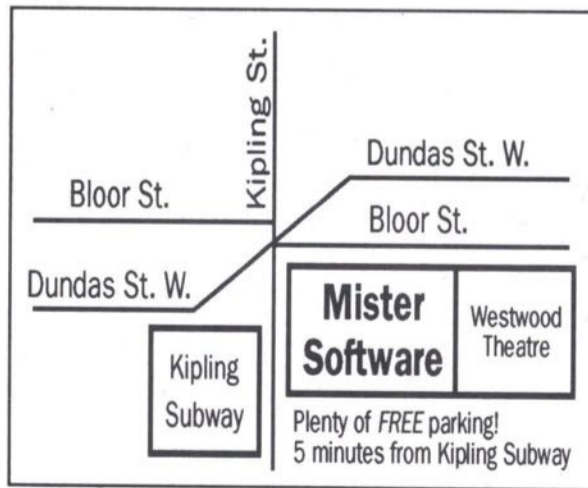 Kipling St.
Dundas St. W.
Bloor St.
Bloor St.
Dundas St. W.
Mister
Software
Westwood
Theatre
Kipling
Subway
Plenty of FREE parking!
5 minutes from Kipling Subway